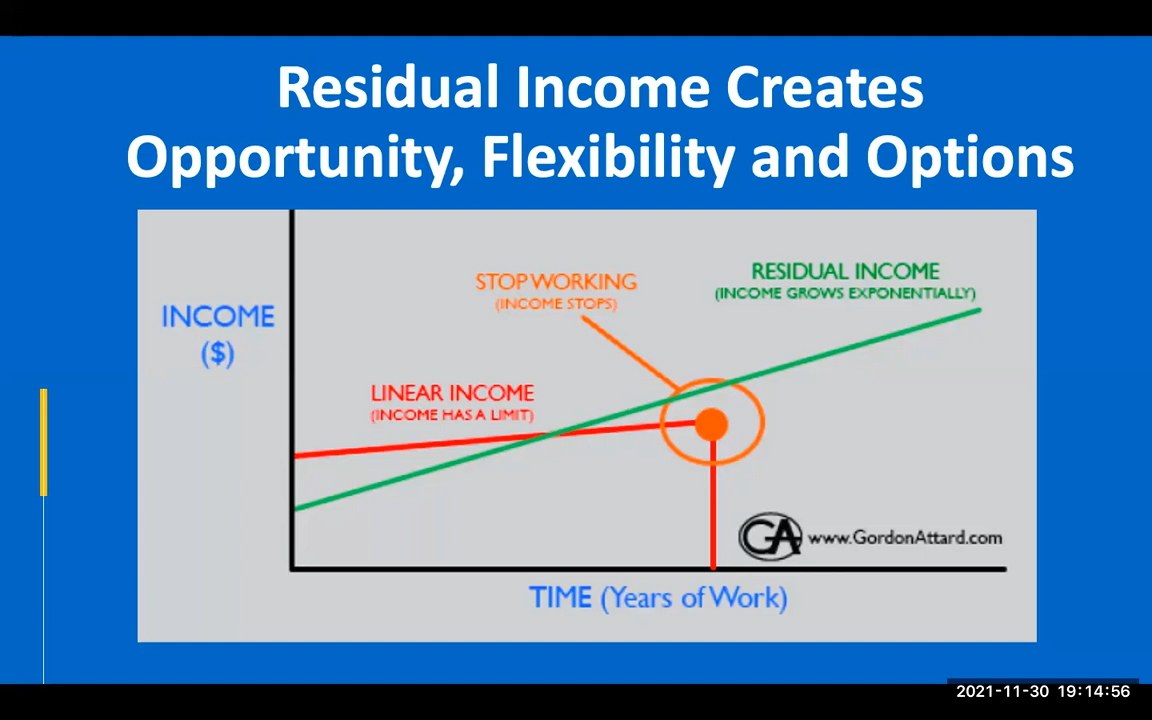 Residual Income Creates
Opportunity, Flexibility and Options
STOP WORKING
(INCOME STOPS)
RESIDUAL INCOME
(INCOME GROWS EXPONENTIALLY)
INCOME
($)
LINEAR INCOME
(INCOME HAS A LIMIT)
GA www.GordonAttard.com
TIME (Years of Work)
2021-11-30 19:14:56